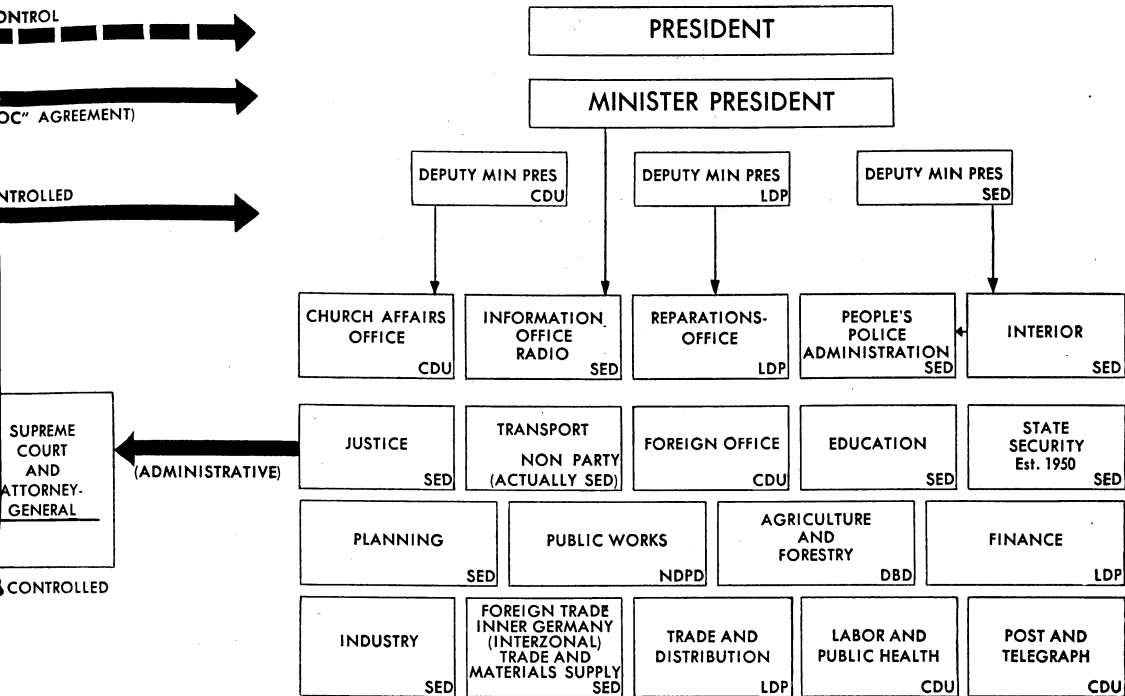 ONTROL
PRESIDENT
MINISTER PRESIDENT
OC" AGREEMENT)
DEPUTY MIN PRES
CDU
DEPUTY MIN PRES
LDP
DEPUTY MIN PRES
SED
NTROLLED
CHURCH AFFAIRS
OFFICE
CDU
INFORMATION
OFFICE
RADIO
SED
REPARATIONS-
OFFICE
LDP
PEOPLE'S
POLICE
ADMINISTRATION
SED
INTERIOR
SED
SUPREME
COURT
AND
ATTORNEY-
GENERAL
(ADMINISTRATIVE)
JUSTICE
SED
TRANSPORT
NON PARTY
(ACTUALLY SED)
FOREIGN OFFICE
CDU
EDUCATION
SED
STATE
SECURITY
Est. 1950
SED
PLANNING
SED
PUBLIC WORKS
NDPD
AGRICULTURE
AND
FORESTRY
DBD
FINANCE
LDP
CONTROLLED
INDUSTRY
SED
FOREIGN TRADE
INNER GERMANY
(INTERZONAL)
TRADE AND
MATERIALS SUPPLY
SED
TRADE AND
DISTRIBUTION
LDP
LABOR AND
PUBLIC HEALTH
CDU
POST AND
TELEGRAPH
CDU